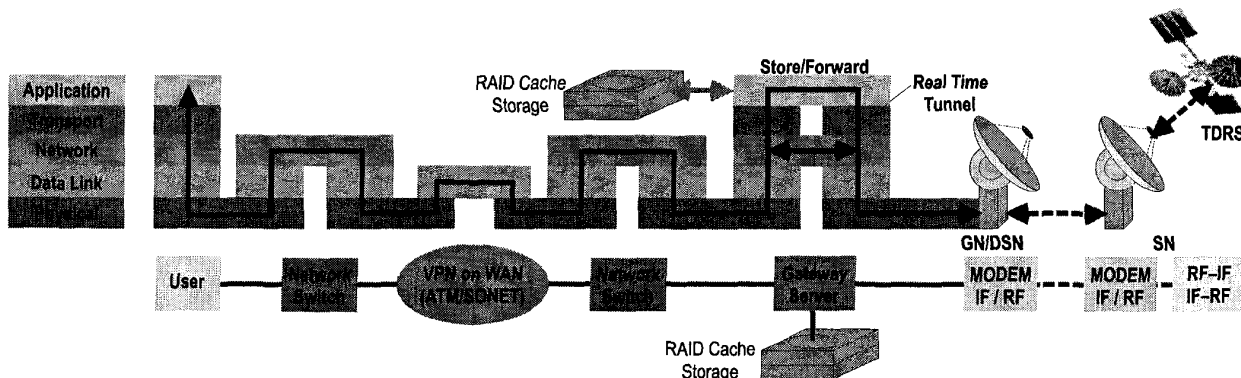 Application
Transport
Network
Data Link
Physical
RAID Cache
Storage
Store/Forward
Real Time
Tunnel
TDRS
GN/DSN
SN
User
Network
Switch
VPN on WAN
(ATM/SONET)
Network
Switch
Gateway
Server
MODEM
IF / RF
MODEM
IF / RF
RF–IF
IF–RF
RAID Cache
Storage